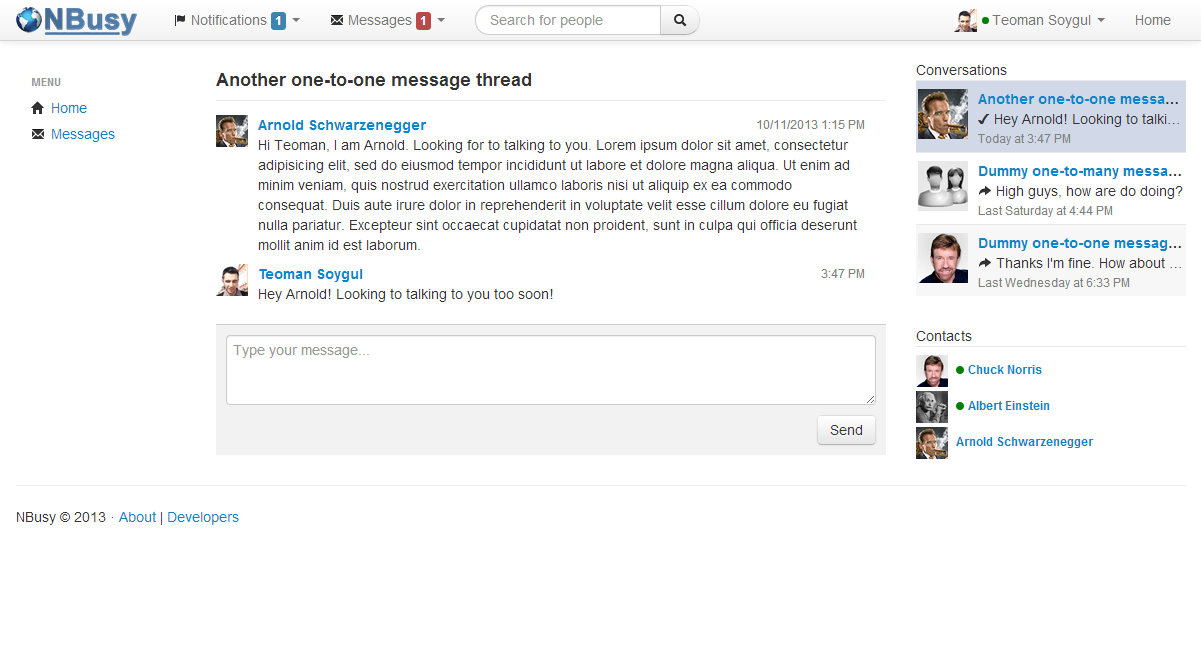 NBusy Notifications 1 Messages 1 Search for people Teoman Soygul Home
MENU
Home
Messages
Another one-to-one message thread
Arnold Schwarzenegger 10/11/2013 1:15 PM
Hi Teoman, I am Arnold. Looking for to talking to you. Lorem ipsum dolor sit amet, consectetur
adipisicing elit, sed do eiusmod tempor incididunt ut labore et dolore magna aliqua. Ut enim ad
minim veniam, quis nostrud exercitation ullamco laboris nisi ut aliquip ex ea commodo
consequat. Duis aute irure dolor in reprehenderit in voluptate velit esse cillum dolore eu fugiat
nulla pariatur. Excepteur sint occaecat cupidatat non proident, sunt in culpa qui officia deserunt
mollit anim id est laborum.
Teoman Soygul 3:47 PM
Hey Arnold! Looking to talking to you too soon!
Type your message...
Send
Conversations
Another one-to-one messa...
✓ Hey Arnold! Looking to talki...
Today at 3:47 PM
Dummy one-to-many messa...
High guys, how are do doing?
Last Saturday at 4:44 PM
Dummy one-to-one messag...
Thanks I'm fine. How about ...
Last Wednesday at 6:33 PM
Contacts
Chuck Norris
Albert Einstein
Arnold Schwarzenegger
NBusy © 2013 · About | Developers